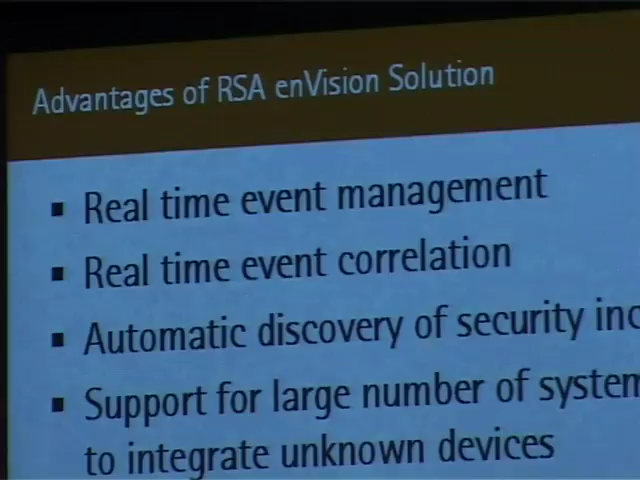 Advantages of RSA enVision Solution
▪ Real time event management
▪ Real time event correlation
▪ Automatic discovery of security inc
▪ Support for large number of system
to integrate unknown devices